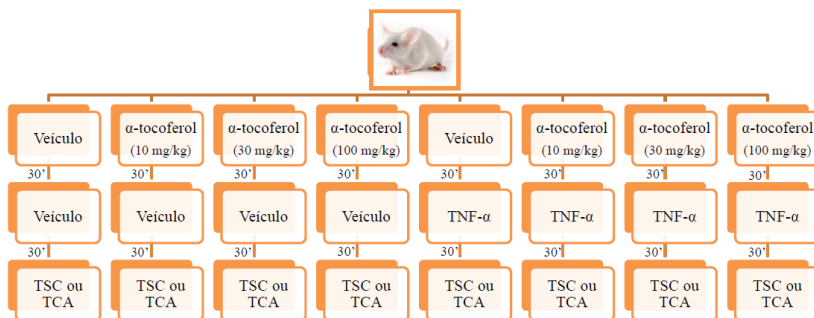 Veículo
α-tocoferol
(10 mg/kg)
α-tocoferol
(30 mg/kg)
α-tocoferol
(100 mg/kg)
Veículo
α-tocoferol
(10 mg/kg)
α-tocoferol
(30 mg/kg)
α-tocoferol
(100 mg/kg)
30’ 30’ 30’ 30’ 30’ 30’ 30’ 30’
Veículo
Veículo
Veículo
Veículo
TNF-α
TNF-α
TNF-α
TNF-α
30’ 30’ 30’ 30’ 30’ 30’ 30’ 30’
TSC ou
TCA
TSC ou
TCA
TSC ou
TCA
TSC ou
TCA
TSC ou
TCA
TSC ou
TCA
TSC ou
TCA
TSC ou
TCA